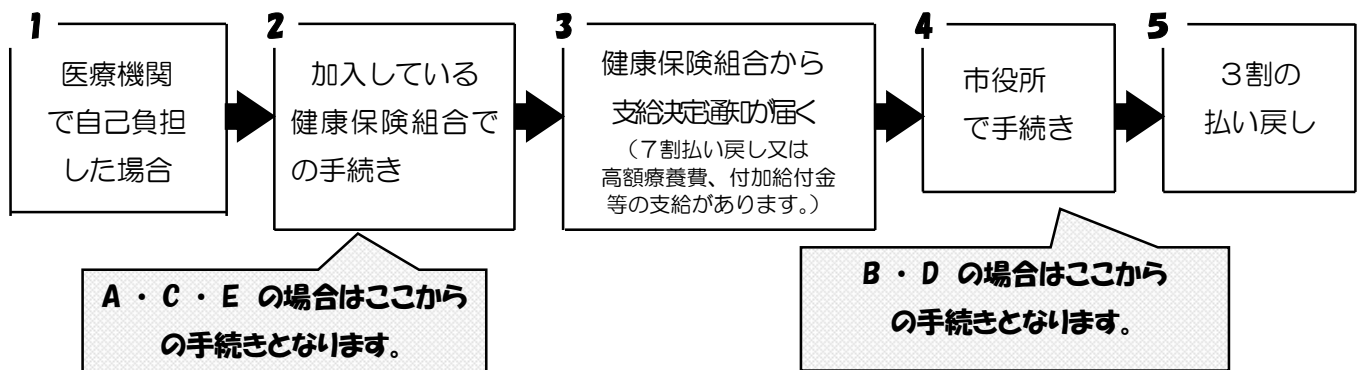 1
医療機関
で自己負担
した場合
2
加入している
健康保険組合で
の手続き
3
健康保険組合から
支給決定通知が届く
（７割払い戻し又は
高額療養費、付加給付金
等の支給があります。）
4
市役所
で手続き
5
３割の
払い戻し
A ・ C ・ E の場合はここから
の手続きとなります。
B ・ D の場合はここから
の手続きとなります。